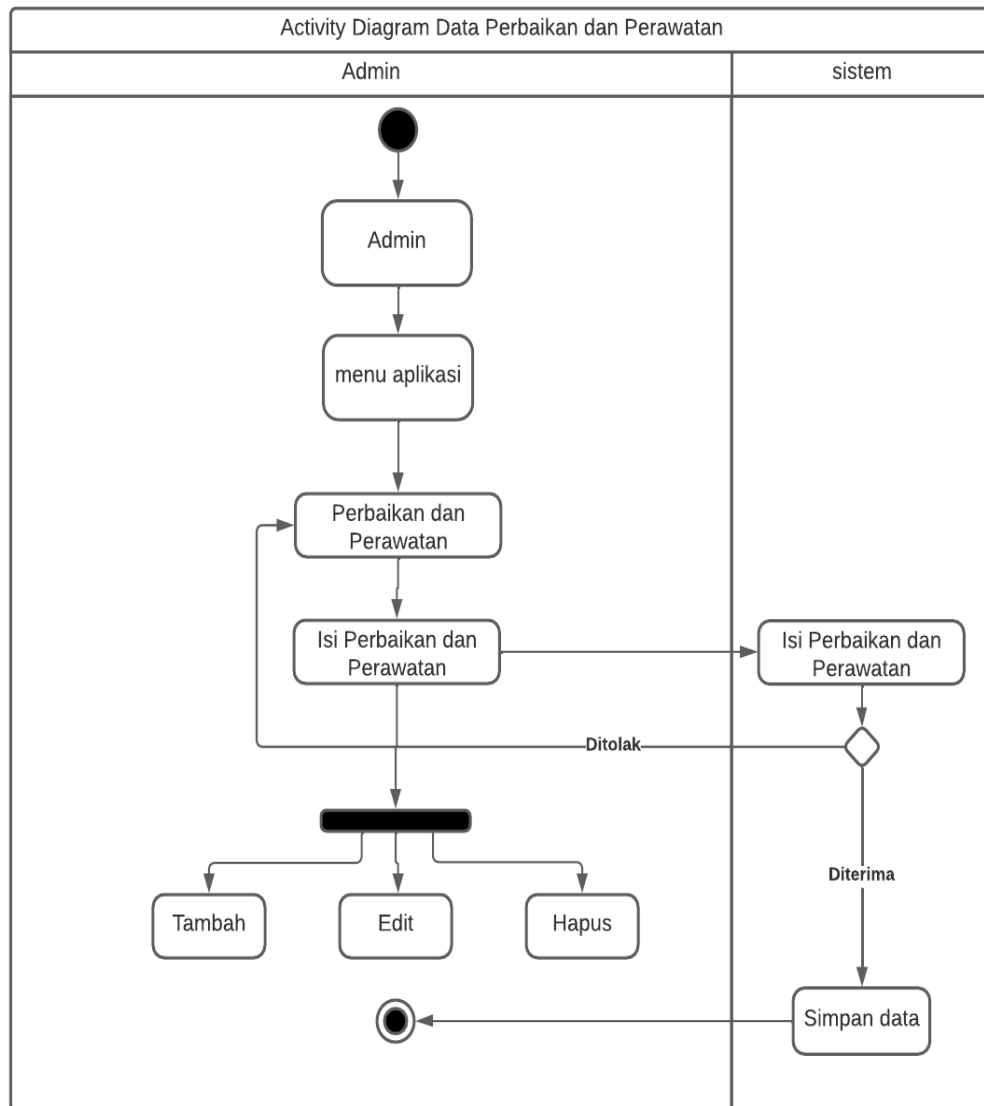 Activity Diagram Data Perbaikan dan Perawatan
Admin
sistem
Admin
menu aplikasi
Perbaikan dan
Perawatan
Isi Perbaikan dan
Perawatan
Isi Perbaikan dan
Perawatan
Ditolak
Diterima
Tambah
Edit
Hapus
Simpan data